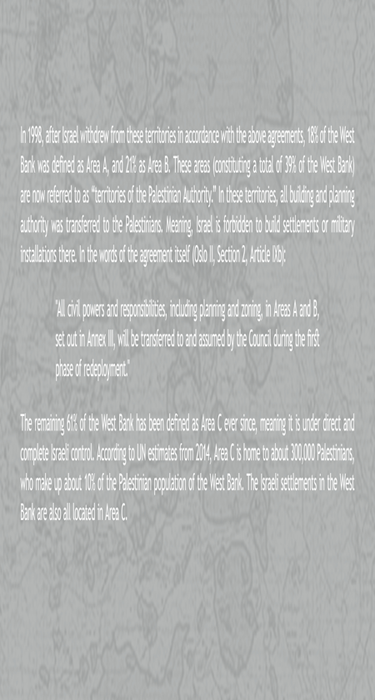 In 1998, after Israel withdrew from these territories in accordance with the above agreements, 18% of the West
Bank was defined as Area A, and 21% as Area B. These areas (constituting a total of 39% of the West Bank)
are now referred to as "territories of the Palestinian Authority." In these territories, all building and planning
authority was transferred to the Palestinians. Meaning, Israel is forbidden to build settlements or military
installations there. In the words of the agreement itself (Oslo II, Section 2, Article IXb):
"All civil powers and responsibilities, including planning and zoning, in Areas A and B,
set out in Annex III, will be transferred to and assumed by the Council during the first
phase of redeployment."
The remaining 61% of the West Bank has been defined as Area C ever since, meaning it is under direct and
complete Israeli control. According to UN estimates from 2014, Area C is home to about 300,000 Palestinians,
who make up about 10% of the Palestinian population of the West Bank. The Israeli settlements in the West
Bank are also all located in Area C.